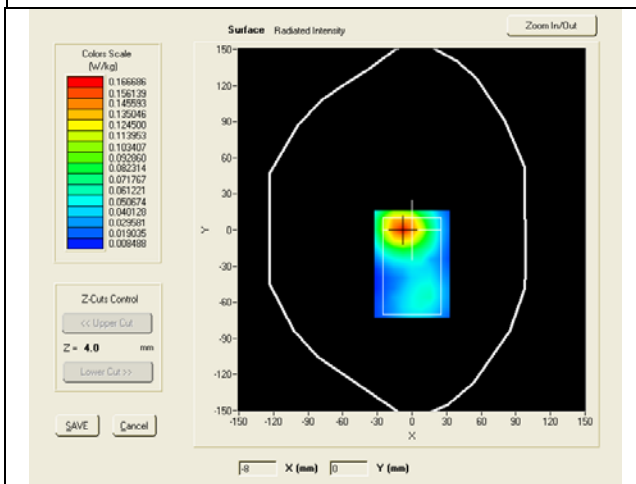 Surface Radiated Intensity
Zoom In/Out
Colors Scale
(W/kg)
0.166686
0.156139
0.145593
0.135046
0.124500
0.113953
0.103407
0.092860
0.082314
0.071767
0.061221
0.050674
0.040128
0.029581
0.019035
0.008488
150-
120-
90-
60-
30-
0-
-30-
-60-
-90-
-120-
-150-
Y
-150 -120 -90 -60 -30 0 30 60 90 120 150
X
Z-Cuts Control
<< Upper Cut
Z = 4.0 mm
Lower Cut >>
SAVE Cancel
-8 X (mm) 0 Y (mm)